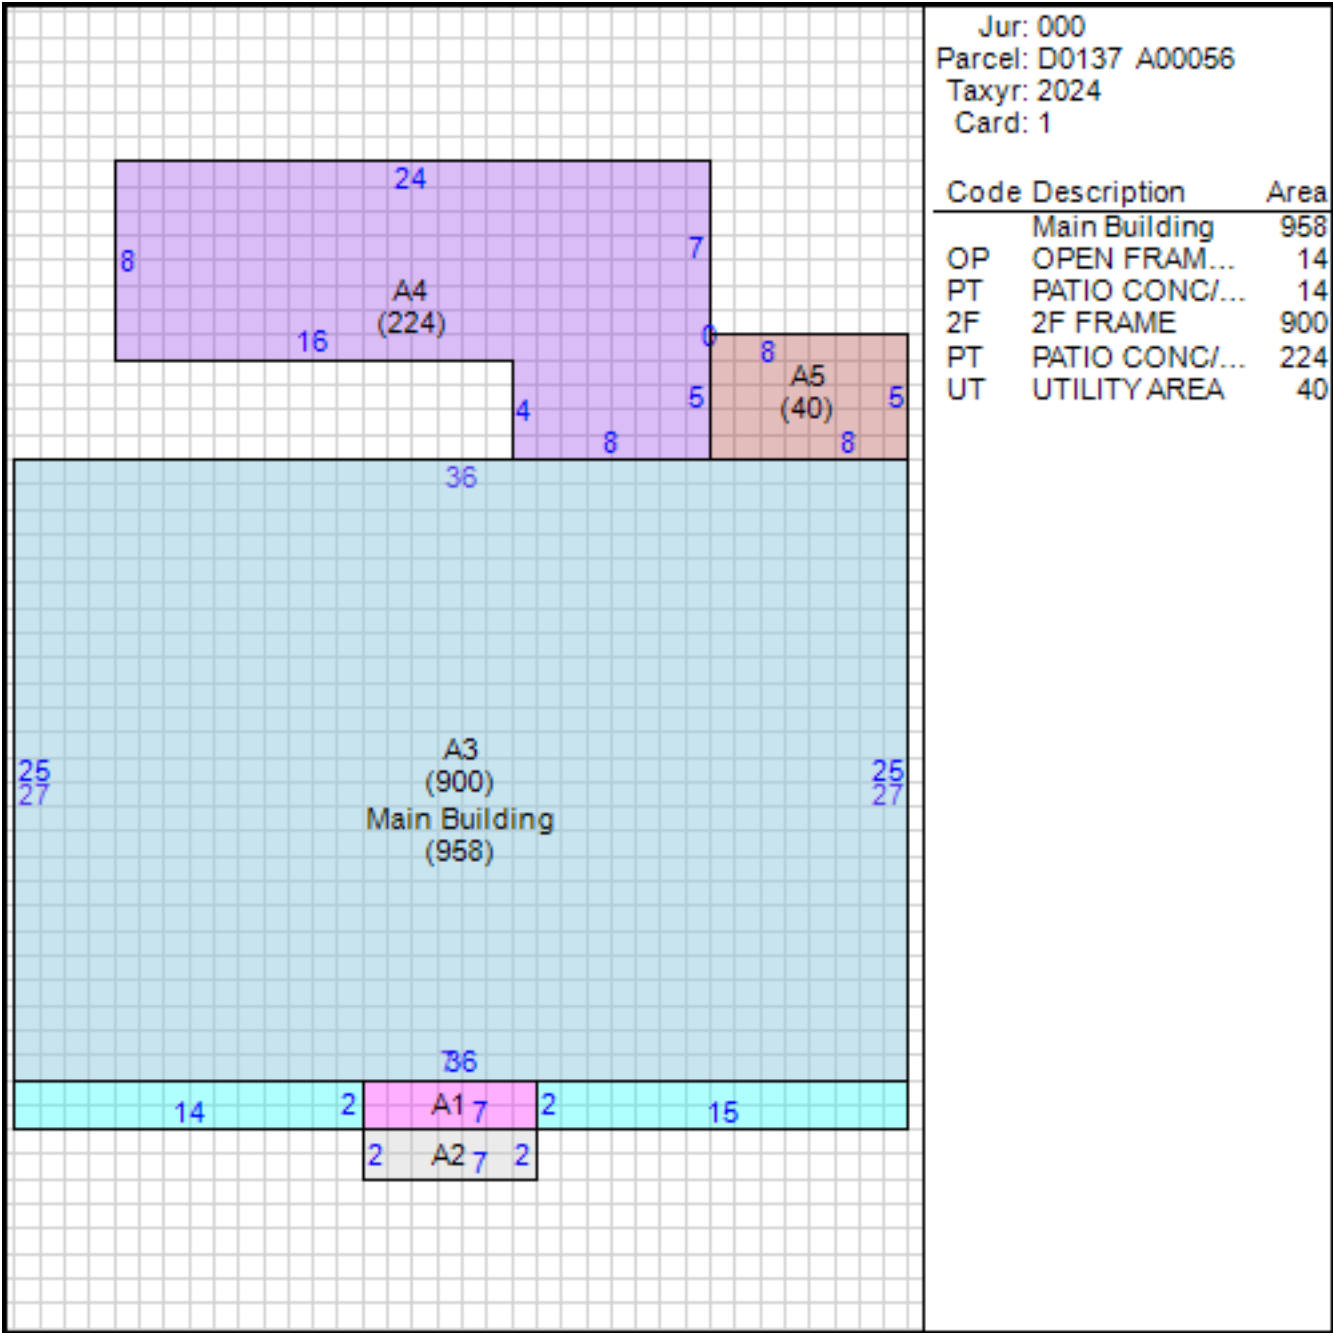 Jur: 000
Parcel: D0137 A00056
Taxyr: 2024
Card: 1
Code Description Area
Main Building 958
OP OPEN FRAM... 14
PT PATIO CONC/... 14
2F 2F FRAME 900
PT PATIO CONC/... 224
UT UTILITY AREA 40
24
8
7
A4
(224)
16
0
8
A5
(40)
4
5
5
8
8
36
A3
(900)
25
25
27
27
Main Building
(958)
7
36
14
2
A1
7
2
15
2
A2
7
2